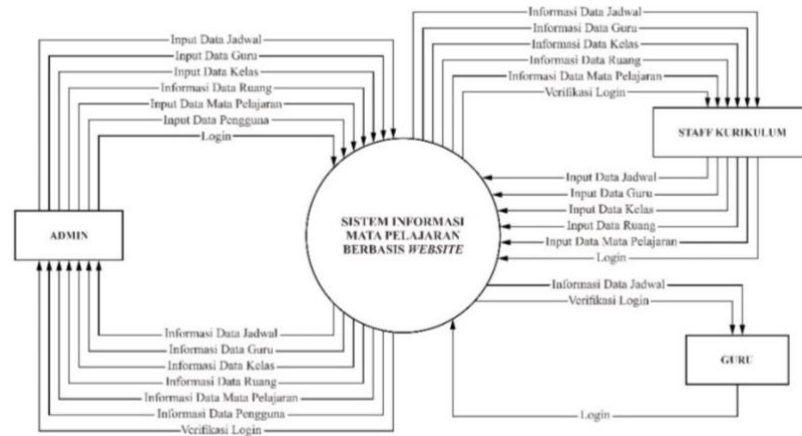 Input Data Jadwal
Input Data Guru
Input Data Kelas
Informasi Data Ruang
Input Data Mata Pelajaran
Input Data Pengguna
Login
Informasi Data Jadwal
Informasi Data Guru
Informasi Data Kelas
Informasi Data Ruang
Informasi Data Mata Pelajaran
Verifikasi Login
STAFF KURIKULUM
ADMIN
SISTEM INFORMASI
MATA PELAJARAN
BERBASIS WEBSITE
Input Data Jadwal
Input Data Guru
Input Data Kelas
Input Data Ruang
Input Data Mata Pelajaran
Login
Informasi Data Jadwal
Verifikasi Login
GURU
Login
Informasi Data Jadwal
Informasi Data Guru
Informasi Data Kelas
Informasi Data Ruang
Informasi Data Mata Pelajaran
Informasi Data Pengguna
Verifikasi Login